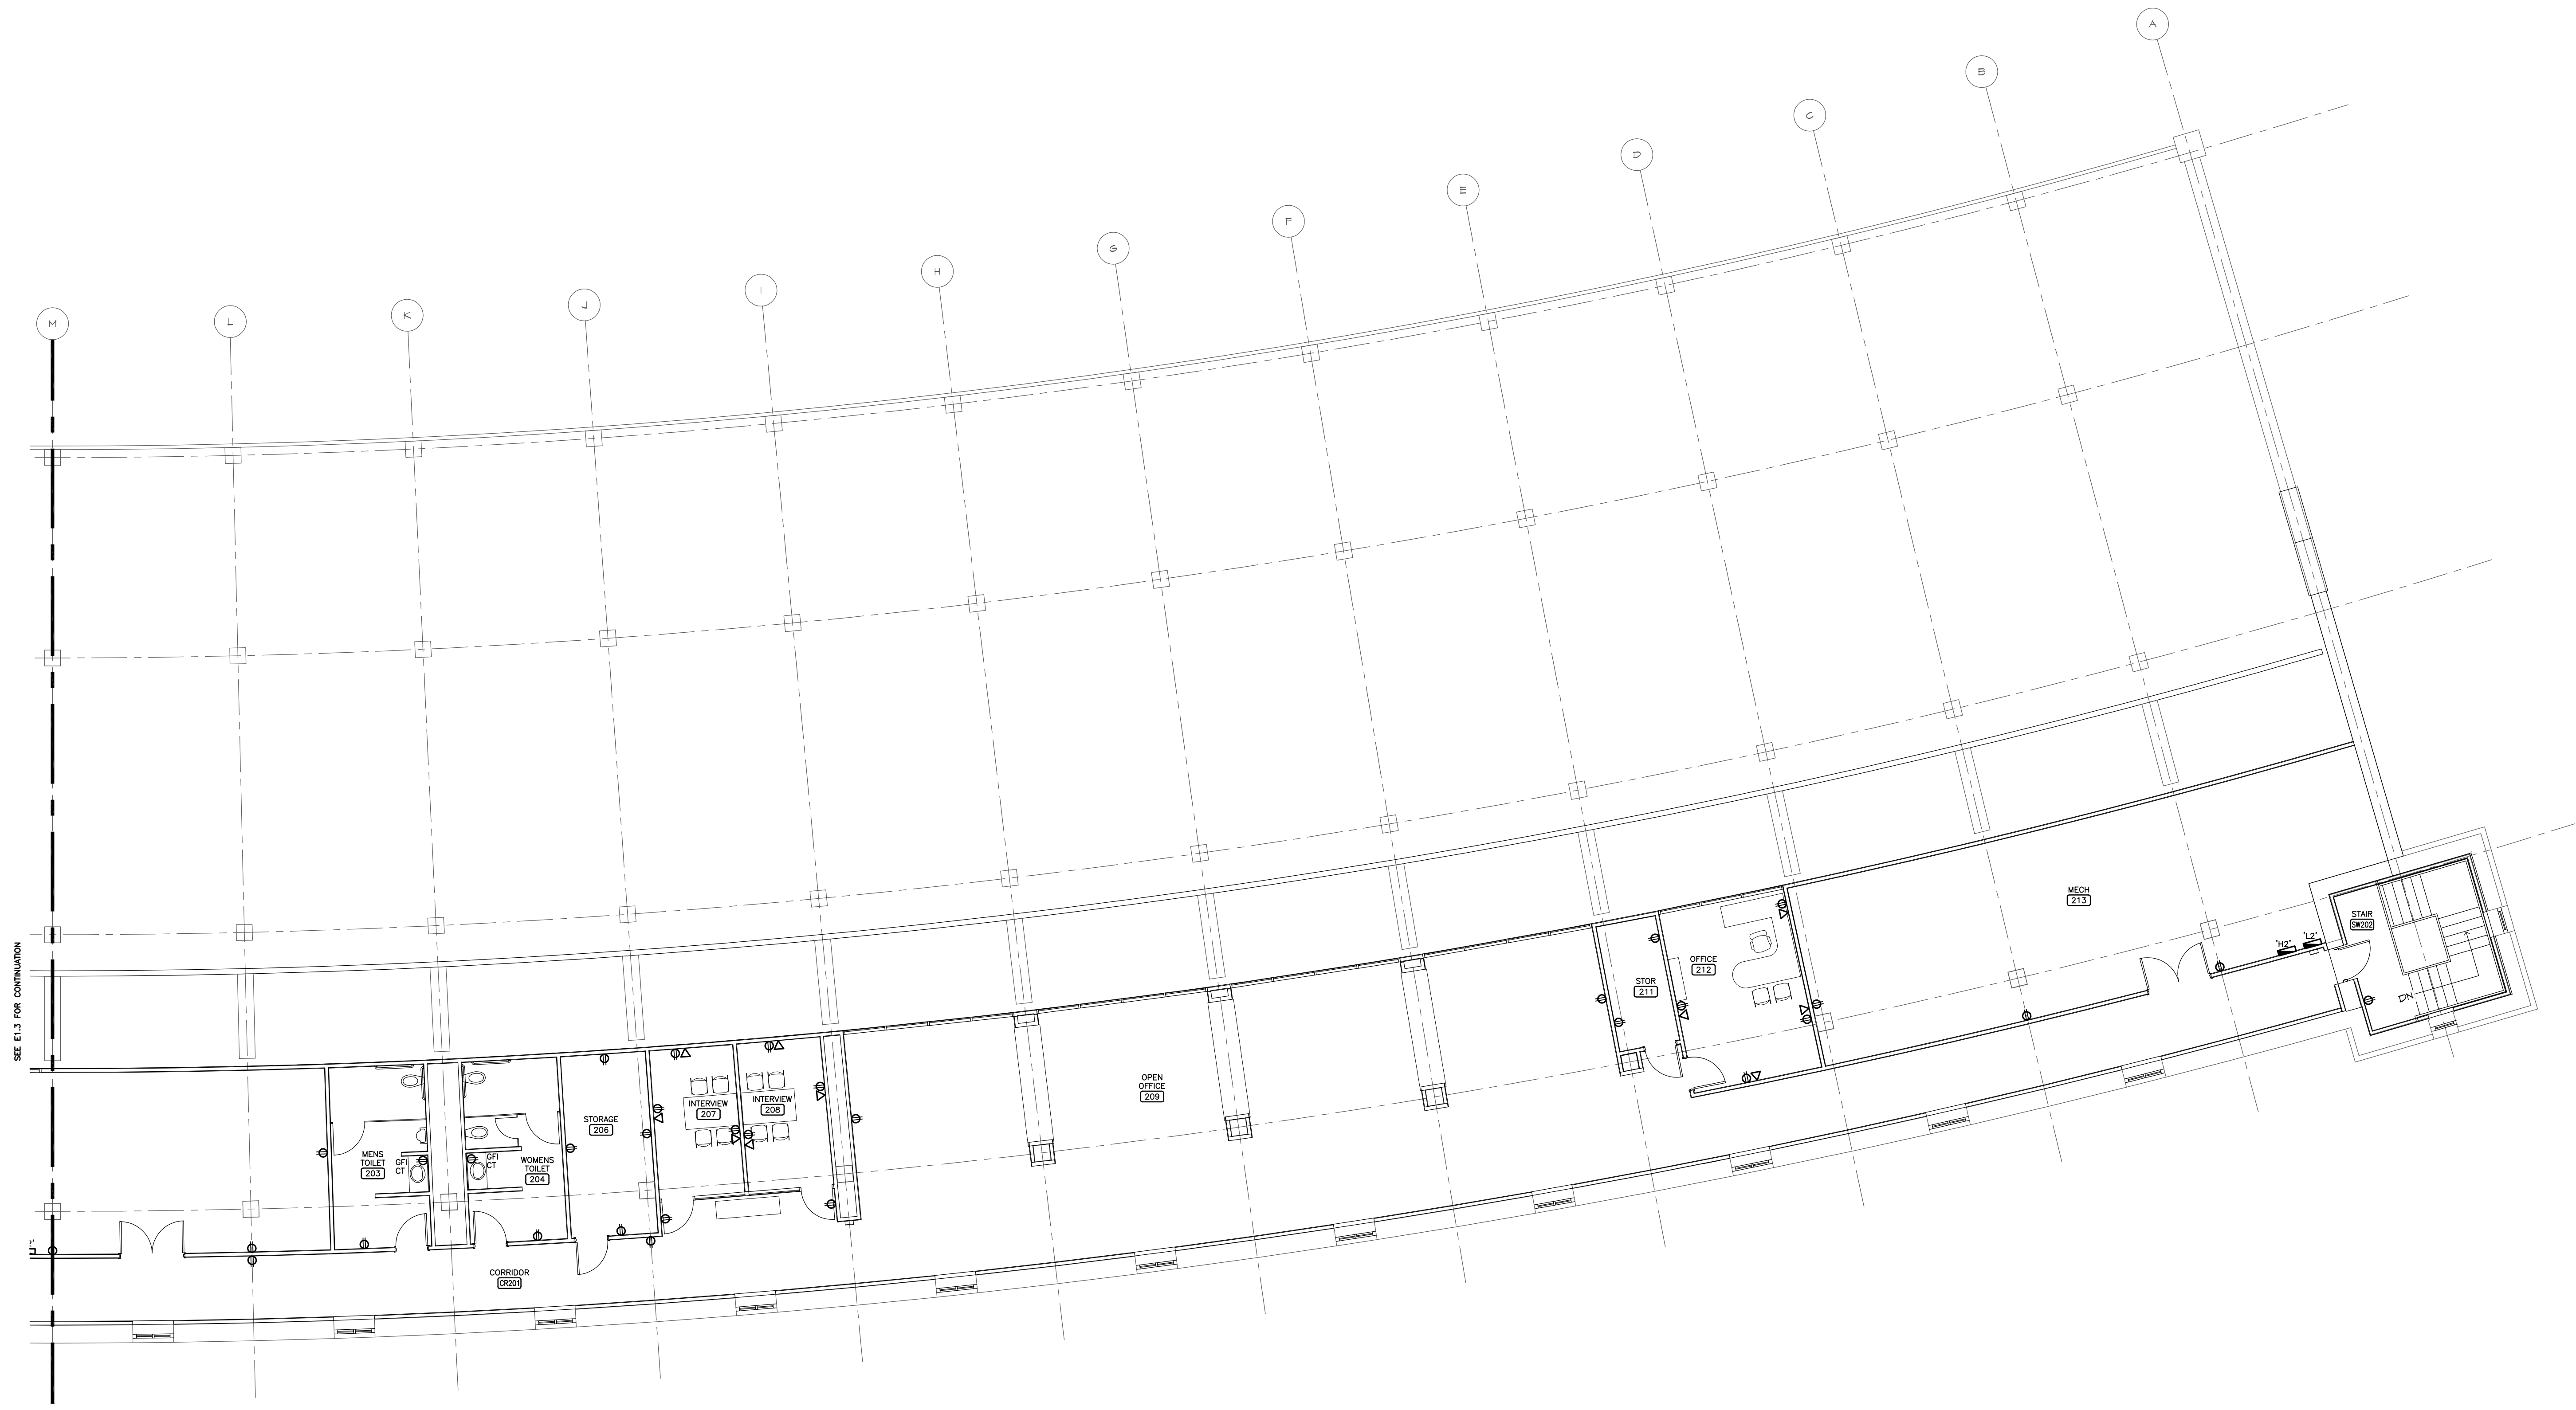 A
B
C
D
E
F
G
H
I
J
K
L
M
SEE E1.3 FOR CONTINUATION
MECH
213
STAIR
SW202
'H2'
'L2'
DN
OFFICE
212
STOR
211
OPEN
OFFICE
209
INTERVIEW
207
INTERVIEW
208
STORAGE
206
MENS
TOILET
203
GFI
CT
GFI
CT
WOMENS
TOILET
204
CORRIDOR
CR201